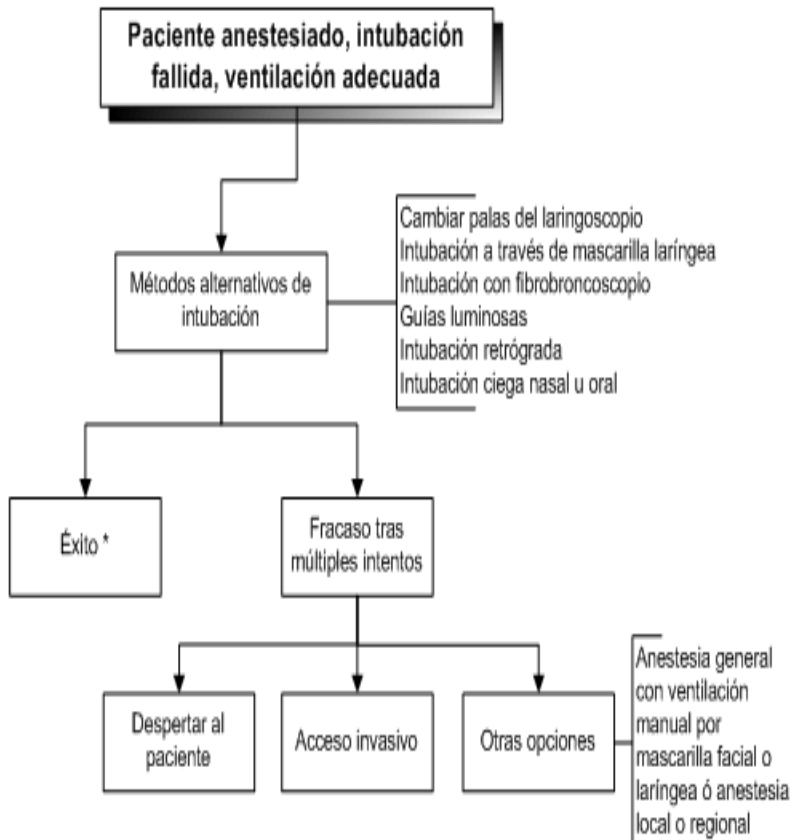 Paciente anestesiado, intubación
fallida, ventilación adecuada
Métodos alternativos de
intubación
Cambiar palas del laringoscopio
Intubación a través de mascarilla laríngea
Intubación con fibrobroncoscopio
Guías luminosas
Intubación retrógrada
Intubación ciega nasal u oral
Éxito *
Fracaso tras
múltiples intentos
Despertar al
paciente
Acceso invasivo
Otras opciones
Anestesia general
con ventilación
manual por
mascarilla facial o
laríngea ó anestesia
local o regional